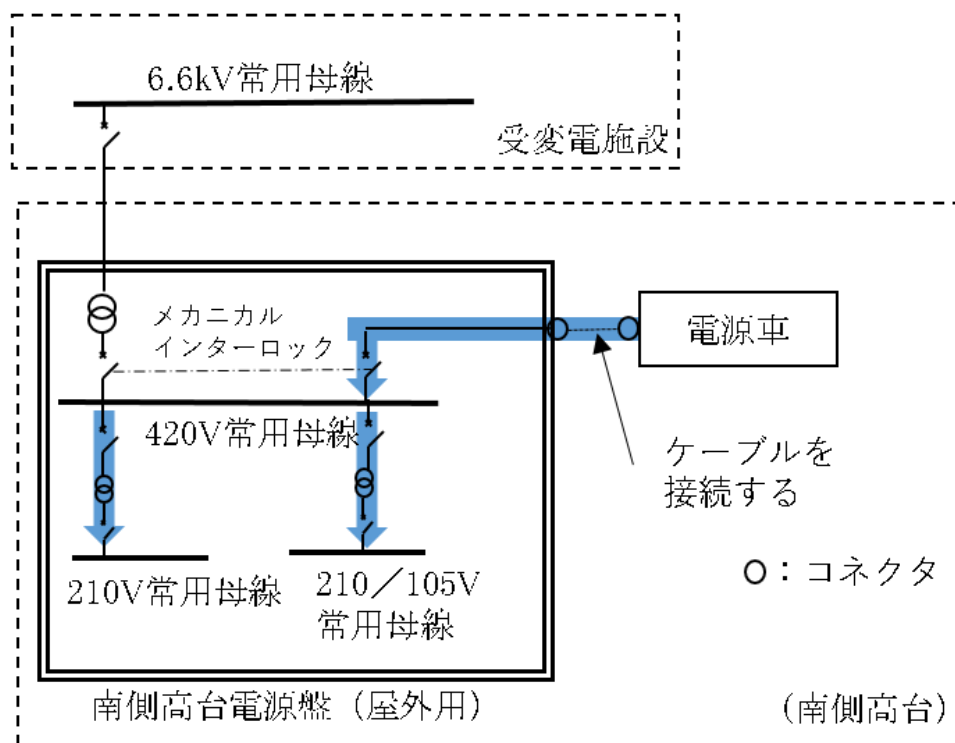 6.6kV常用母線
受変電施設
メカニカル
インターロック
電源車
420V常用母線
ケーブルを
接続する
210V常用母線
210／105V
常用母線
○：コネクタ
南側高台電源盤（屋外用）
(南側高台)